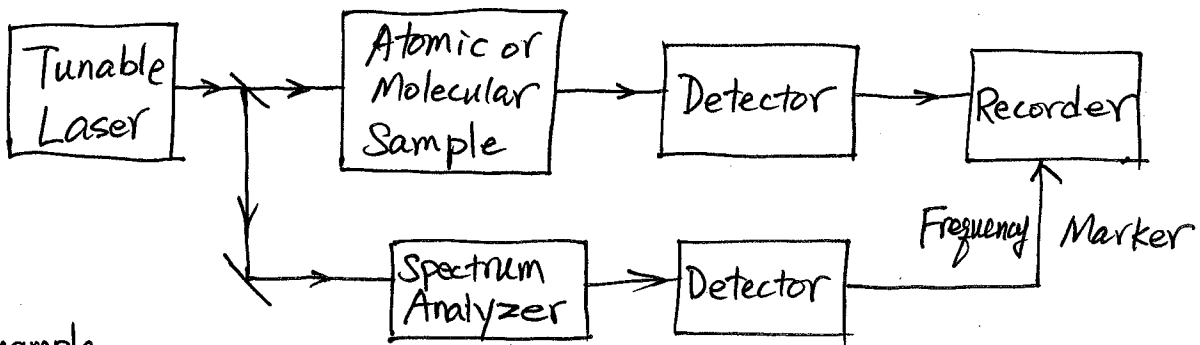 Tunable
Laser
Atomic or
Molecular
Sample
Detector
Recorder
Frequency Marker
Spectrum
Analyzer
Detector